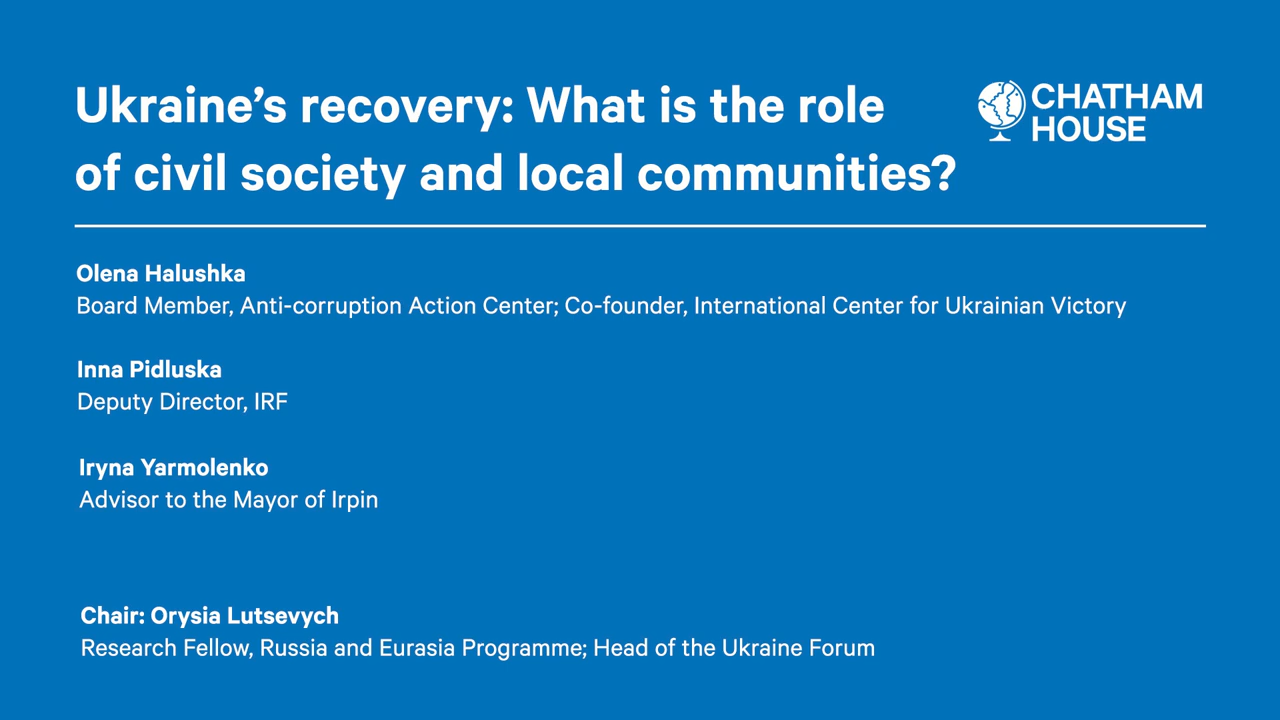 Ukraine’s recovery: What is the role
of civil society and local communities?
CHATHAM
HOUSE
Olena Halushka
Board Member, Anti-corruption Action Center; Co-founder, International Center for Ukrainian Victory
Inna Pidluska
Deputy Director, IRF
Iryna Yarmolenko
Advisor to the Mayor of Irpin
Chair: Orysia Lutsevych
Research Fellow, Russia and Eurasia Programme; Head of the Ukraine Forum